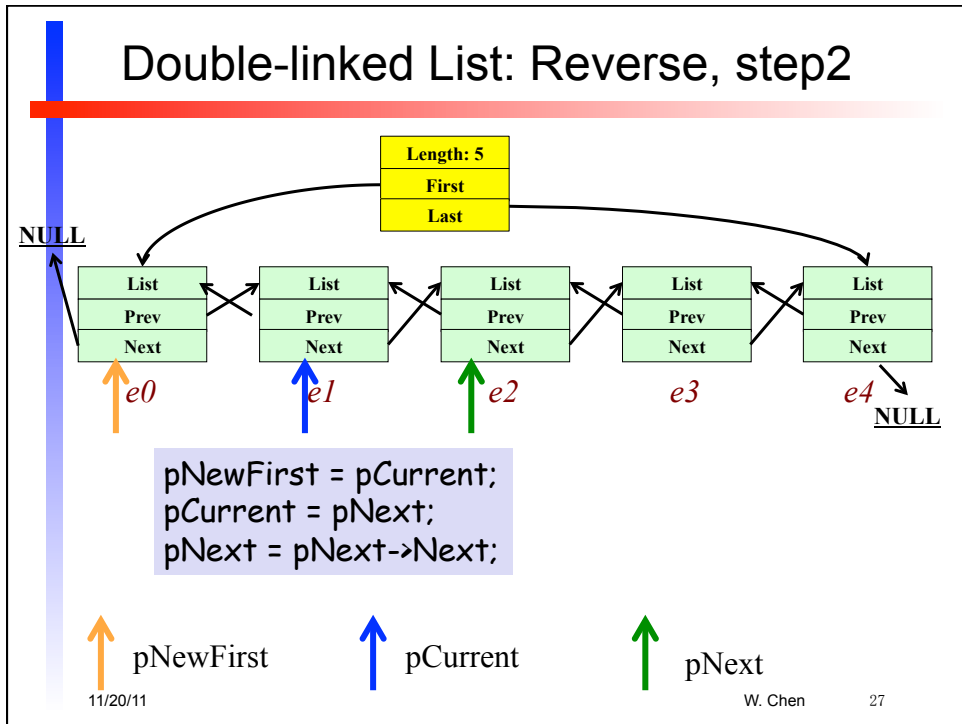 Double-linked List: Reverse, step2
Length: 5
First
Last
NULL
List List List List List
Prev Prev Prev Prev Prev
Next Next Next Next Next
e0 e1 e2 e3 e4
NULL
pNewFirst = pCurrent;
pCurrent = pNext;
pNext = pNext->Next;
pNewFirst pCurrent pNext
11/20/11 W. Chen 27